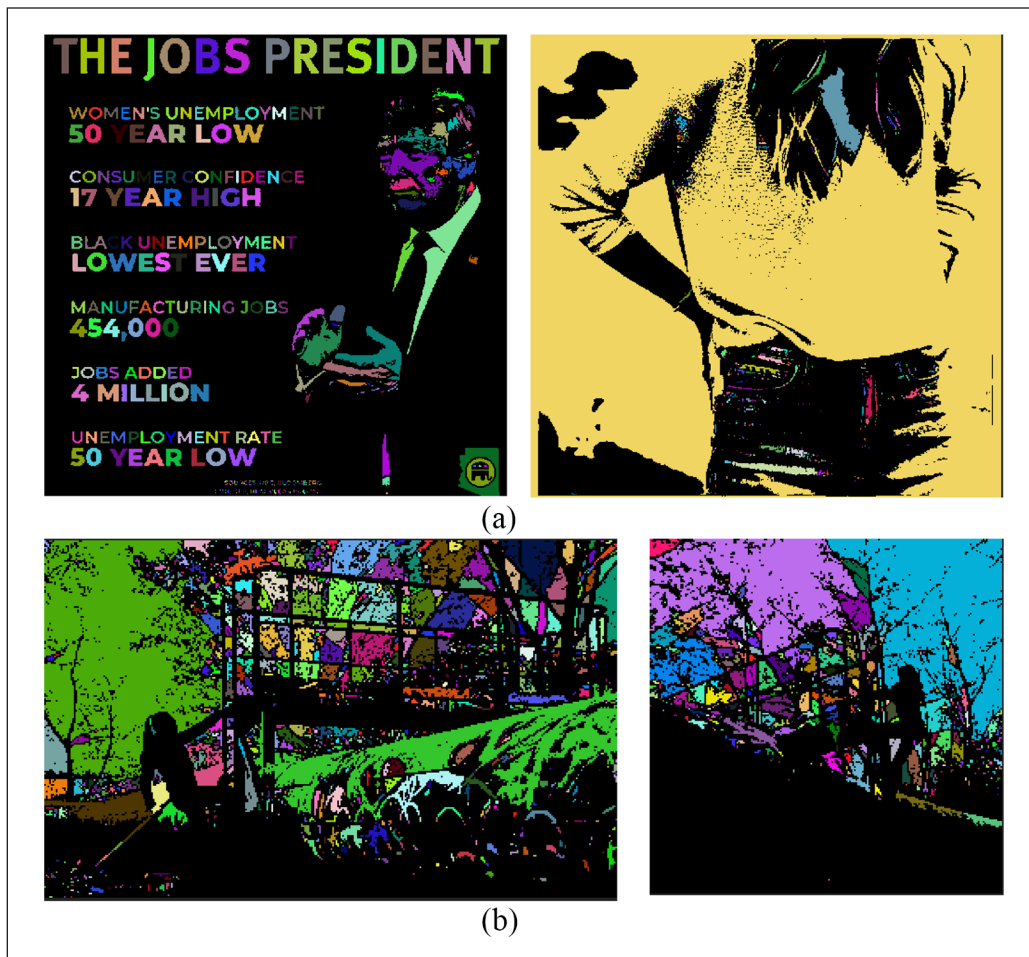 THE JOBS PRESIDENT
WOMEN'S UNEMPLOYMENT
50 YEAR LOW
CONSUMER CONFIDENCE
17 YEAR HIGH
BLACK UNEMPLOYMENT
LOWEST EVER
MANUFACTURING JOBS
454,000
JOBS ADDED
4 MILLION
UNEMPLOYMENT RATE
50 YEAR LOW
(a)
(b)